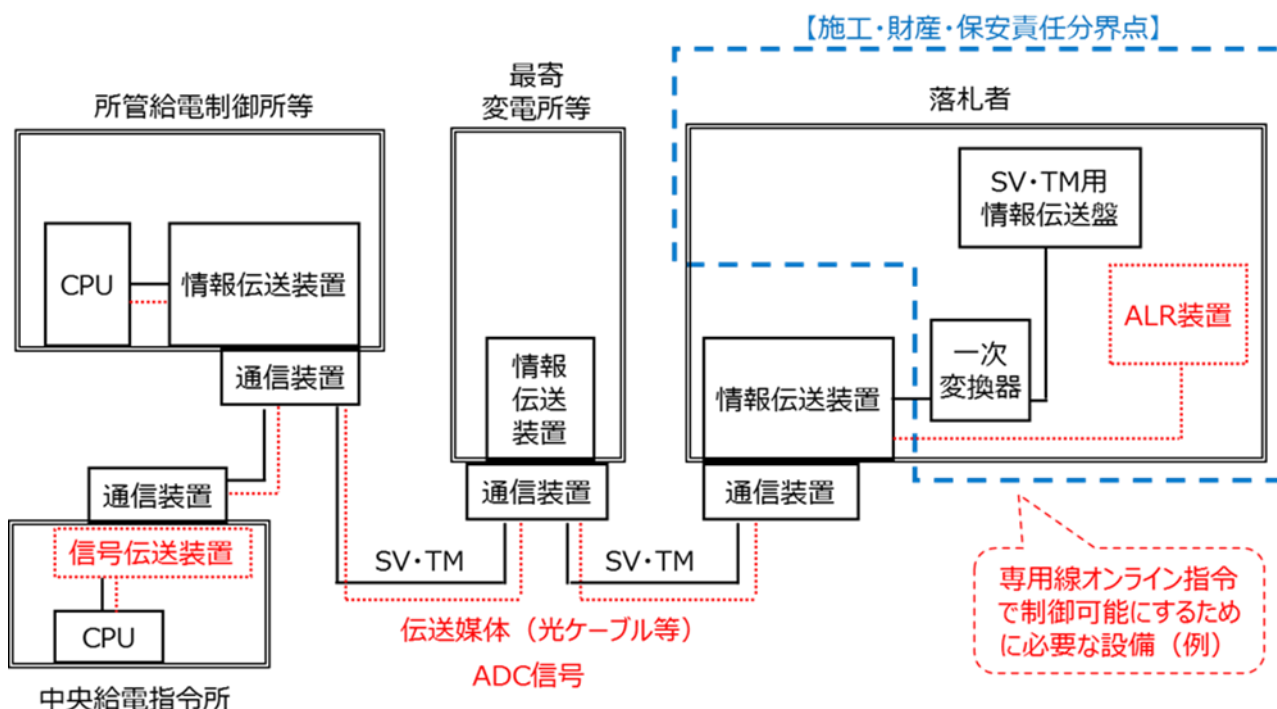 【施工・財産・保安責任分界点】
所管給電制御所等
最寄
変電所等
落札者
CPU
情報伝送装置
通信装置
通信装置
信号伝送装置
CPU
中央給電指令所
情報
伝送
装置
通信装置
SV・TM
SV・TM
伝送媒体（光ケーブル等）
ADC信号
SV・TM用
情報伝送盤
ALR装置
一次
変換器
情報伝送装置
通信装置
専用線オンライン指令
で制御可能にするため
に必要な設備（例）